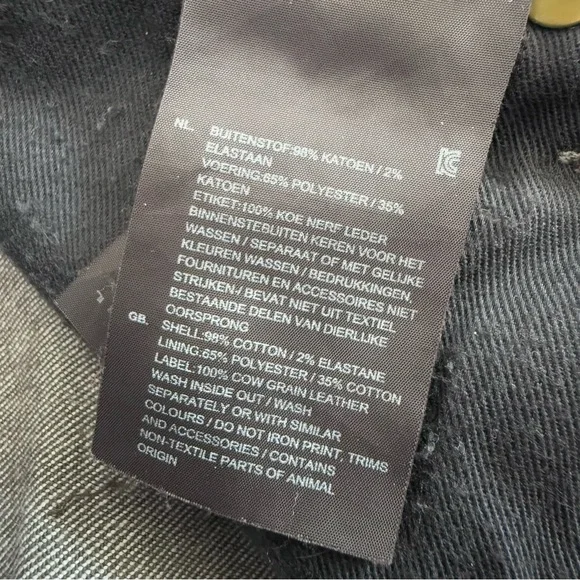 NL. BUITENSTOF:98% KATOEN / 2%
ELASTAAN
VOERING:65% POLYESTER / 35%
KATOEN
ETIKET:100% KOE NERF LEDER
BINNENSTEBUITEN KEREN VOOR HET
WASSEN / SEPARAAT OF MET GELIJKE
KLEUREN WASSEN / BEDRUKKINGEN,
FOURNITUREN EN ACCESSOIRES NIET
STRIJKEN / BEVAT NIET UIT TEXTIEL
BESTAANDE DELEN VAN DIERLIJKE
OORSPRONG
GB. SHELL:98% COTTON / 2% ELASTANE
LINING:65% POLYESTER / 35% COTTON
LABEL:100% COW GRAIN LEATHER
WASH INSIDE OUT / WASH
SEPARATELY OR WITH SIMILAR
COLOURS / DO NOT IRON PRINT, TRIMS
AND ACCESSORIES / CONTAINS
NON-TEXTILE PARTS OF ANIMAL
ORIGIN